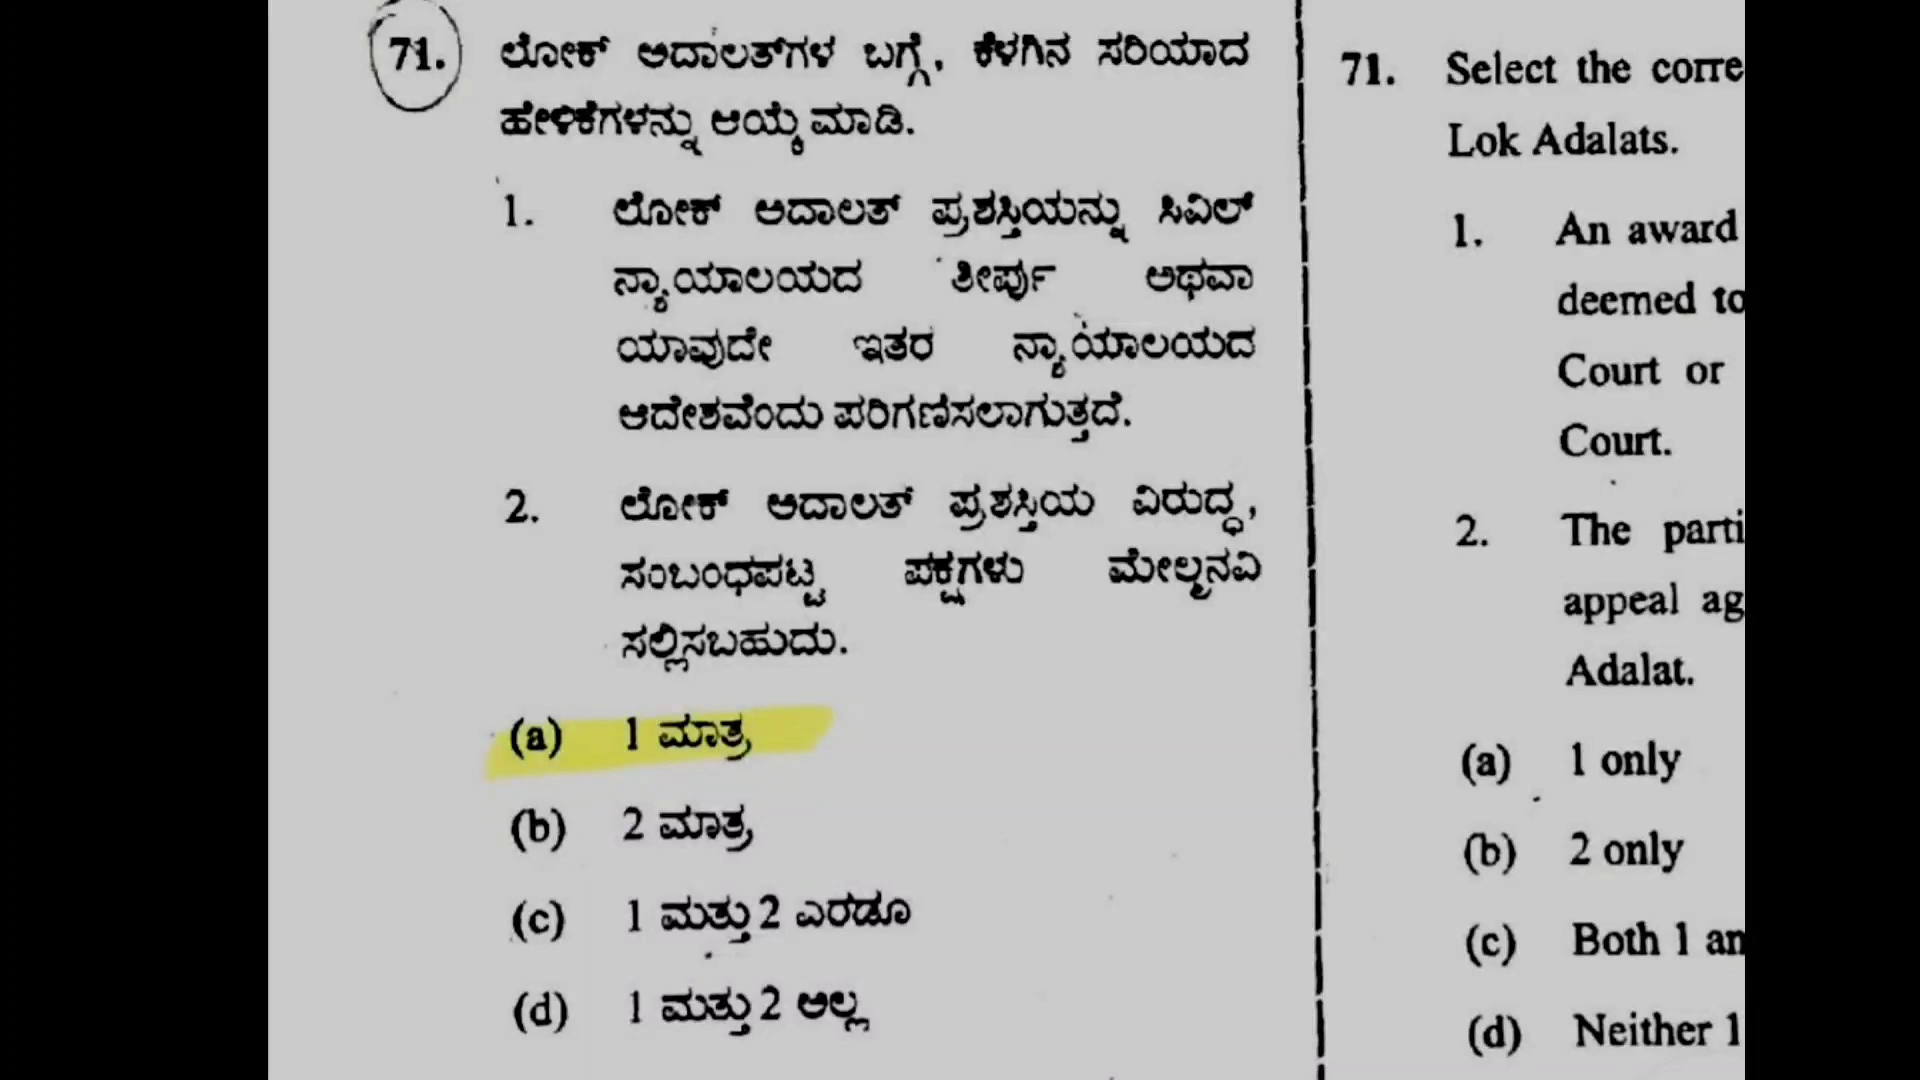 71. ಲೋಕ್ ಅದಾಲತ್‌ಗಳ ಬಗ್ಗೆ, ಕೆಳಗಿನ ಸರಿಯಾದ
ಹೇಳಿಕೆಗಳನ್ನು ಆಯ್ಕೆ ಮಾಡಿ.
1. ಲೋಕ್ ಅದಾಲತ್ ಪ್ರಶಸ್ತಿಯನ್ನು ಸಿವಿಲ್
ನ್ಯಾಯಾಲಯದ ತೀರ್ಪು ಅಥವಾ
ಯಾವುದೇ ಇತರ ನ್ಯಾಯಾಲಯದ
ಆದೇಶವೆಂದು ಪರಿಗಣಿಸಲಾಗುತ್ತದೆ.
2. ಲೋಕ್ ಅದಾಲತ್ ಪ್ರಶಸ್ತಿಯ ವಿರುದ್ಧ,
ಸಂಬಂಧಪಟ್ಟ ಪಕ್ಷಗಳು ಮೇಲ್ಮನವಿ
ಸಲ್ಲಿಸಬಹುದು.
(a) 1 ಮಾತ್ರ
(b) 2 ಮಾತ್ರ
(c) 1 ಮತ್ತು 2 ಎರಡೂ
(d) 1 ಮತ್ತು 2 ಅಲ್ಲ
71. Select the corre
Lok Adalats.
1. An award
deemed to
Court or
Court.
2. The parti
appeal ag
Adalat.
(a) 1 only
(b) 2 only
(c) Both 1 an
(d) Neither 1